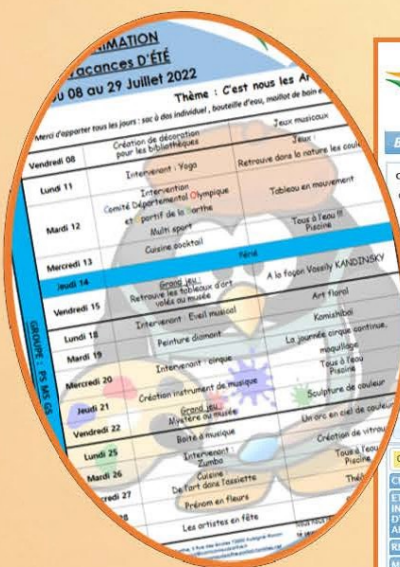 NIMATION
Vacances D'ÉTÉ
u 08 au 29 Juillet 2022
Thème : C'est nous les Ar
Merci d'apporter tous les jours : sac à dos individuel, bouteille d'eau, maillot de bain e
Vendredi 08
Création de décoration
pour les bibliothèques
Jeux musicaux
Lundi 11
Intervenant : Yoga
Jeux :
Retrouve dans la nature les coule
Mardi 12
Intervention
Comité Départemental Olympique
et Sportif de la Sarthe
Multi sport
Tableau en mouvement
Mercredi 13
Cuisine cocktail
Tous à l'eau !!!
Piscine
Jeudi 14
Férié
Vendredi 15
Grand jeu :
Retrouve les tableaux d'art
volés au musée
A la façon Vassily KANDINSKY
Lundi 18
Intervenant : Eveil musical
Art floral
Mardi 19
Peinture diamant
Kamishibaï
Mercredi 20
Intervenant : cirque
La journée cirque continue,
maquillage
Tous à l'eau
Piscine
Jeudi 21
Création instrument de musique
Vendredi 22
Grand jeu :
Mystère au musée
Sculpture de couleur
Lundi 25
Boite à musique
Un arc en ciel de couleur
Mardi 26
Intervenant :
Zumba
Création de vitrau
credi 27
Cuisine :
De l'art dans l'assiette
Tous à l'eau
Piscine
Prénom en fleurs
Thé
28
Les artistes en fête
GROUPE : PS MS GS